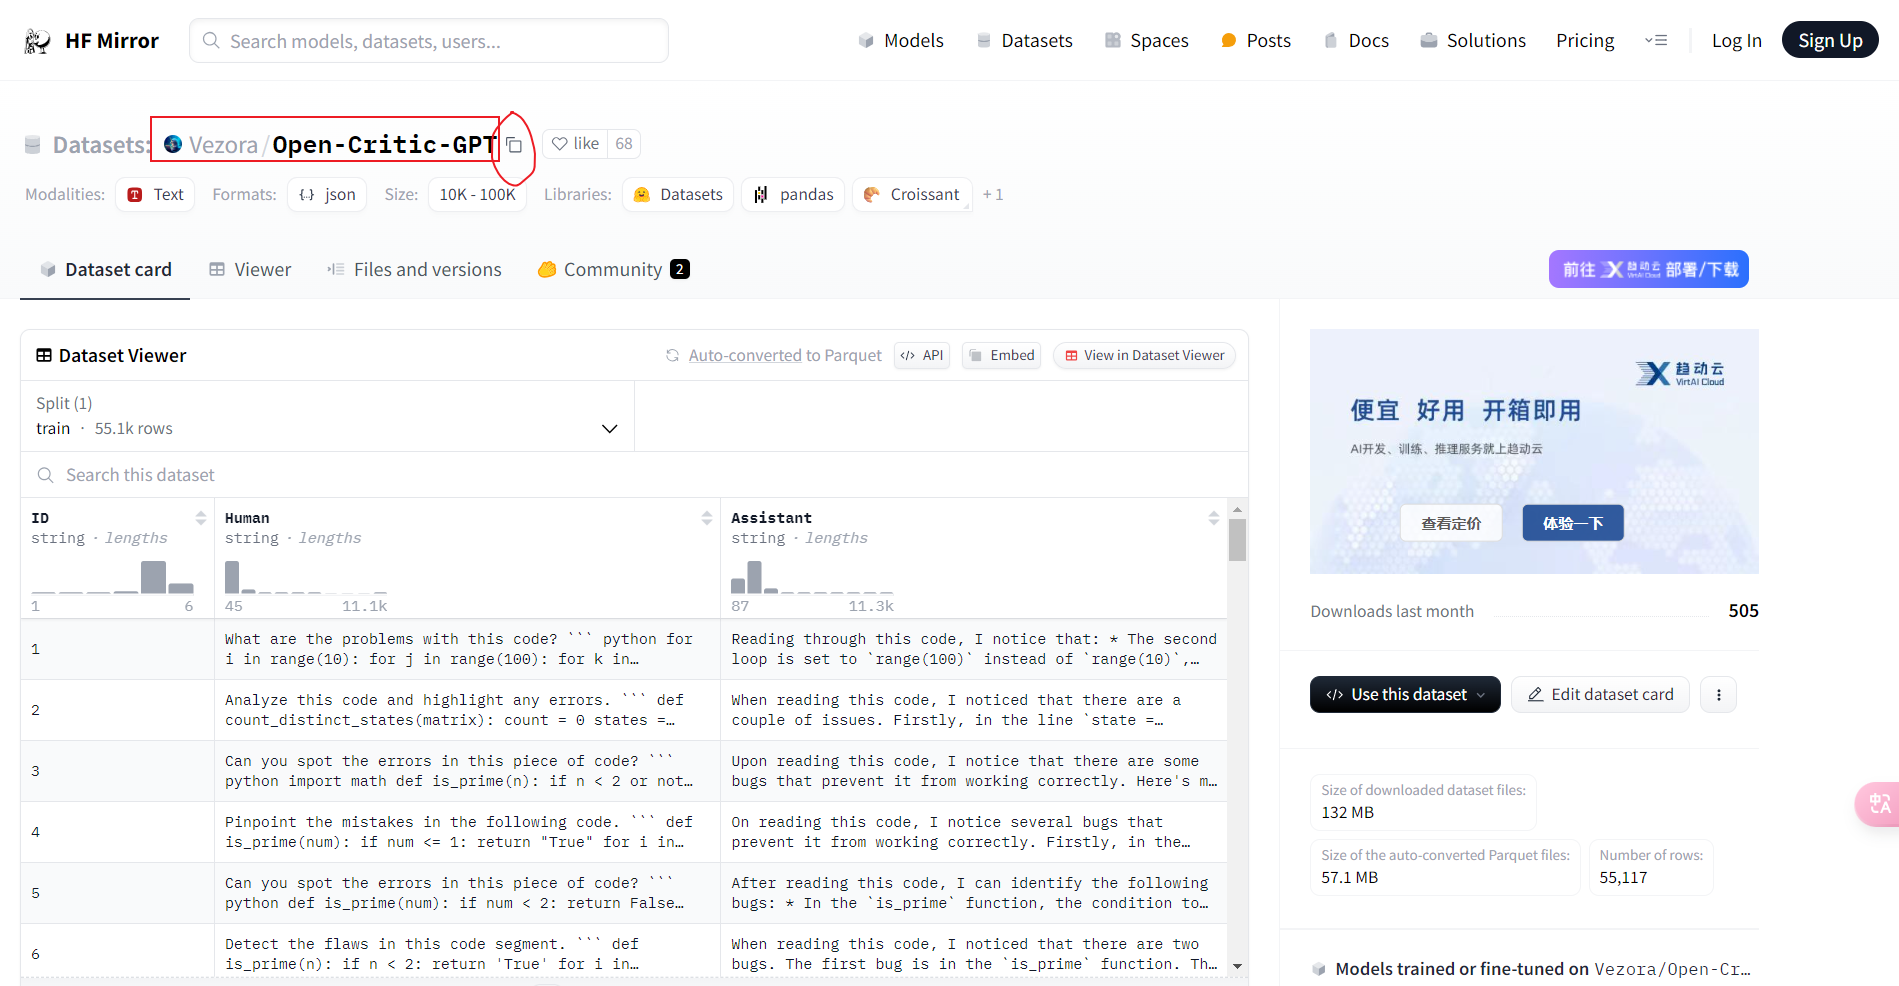 HF Mirror
Search models, datasets, users...
Models
Datasets
Spaces
Posts
Docs
Solutions
Pricing
Log In
Sign Up
Datasets:
Vezora/Open-Critic-GPT
like
68
Modalities:
Text
Formats:
json
Size:
10K - 100K
Libraries:
Datasets
pandas
Croissant
+ 1
Dataset card
Viewer
Files and versions
Community
2
前往 趋动云 VirtAI Cloud 部署/下载
Dataset Viewer
Auto-converted to Parquet
API
Embed
View in Dataset Viewer
Split (1)
train · 55.1k rows
Search this dataset
ID
string · lengths
1 6
Human
string · lengths
45 11.1k
Assistant
string · lengths
87 11.3k
1
What are the problems with this code? ``` python for
i in range(10): for j in range(100): for k in…
Reading through this code, I notice that: * The second
loop is set to `range(100)` instead of `range(10)`,…
2
Analyze this code and highlight any errors. ``` def
count_distinct_states(matrix): count = 0 states =…
When reading this code, I noticed that there are a
couple of issues. Firstly, in the line `state =…
3
Can you spot the errors in this piece of code? ```
python import math def is_prime(n): if n < 2 or not…
Upon reading this code, I notice that there are some
bugs that prevent it from working correctly. Here's m…
4
Pinpoint the mistakes in the following code. ``` def
is_prime(num): if num <= 1: return "True" for i in…
On reading this code, I notice several bugs that
prevent it from working correctly. Firstly, in the…
5
Can you spot the errors in this piece of code? ```
python def is_prime(num): if num < 2: return False…
After reading this code, I can identify the following
bugs: * In the `is_prime` function, the condition to…
6
Detect the flaws in this code segment. ``` def
is_prime(n): if n < 2: return 'True' for i in…
When reading this code, I noticed that there are two
bugs. The first bug is in the `is_prime` function. Th…
趋动云
VirtAI Cloud
便宜 好用 开箱即用
AI开发、训练、推理服务就上趋动云
查看定价
体验一下
Downloads last month
505
Use this dataset
Edit dataset card
Size of downloaded dataset files:
132 MB
Size of the auto-converted Parquet files:
57.1 MB
Number of rows:
55,117
Models trained or fine-tuned on Vezora/Open-Cr…
中A